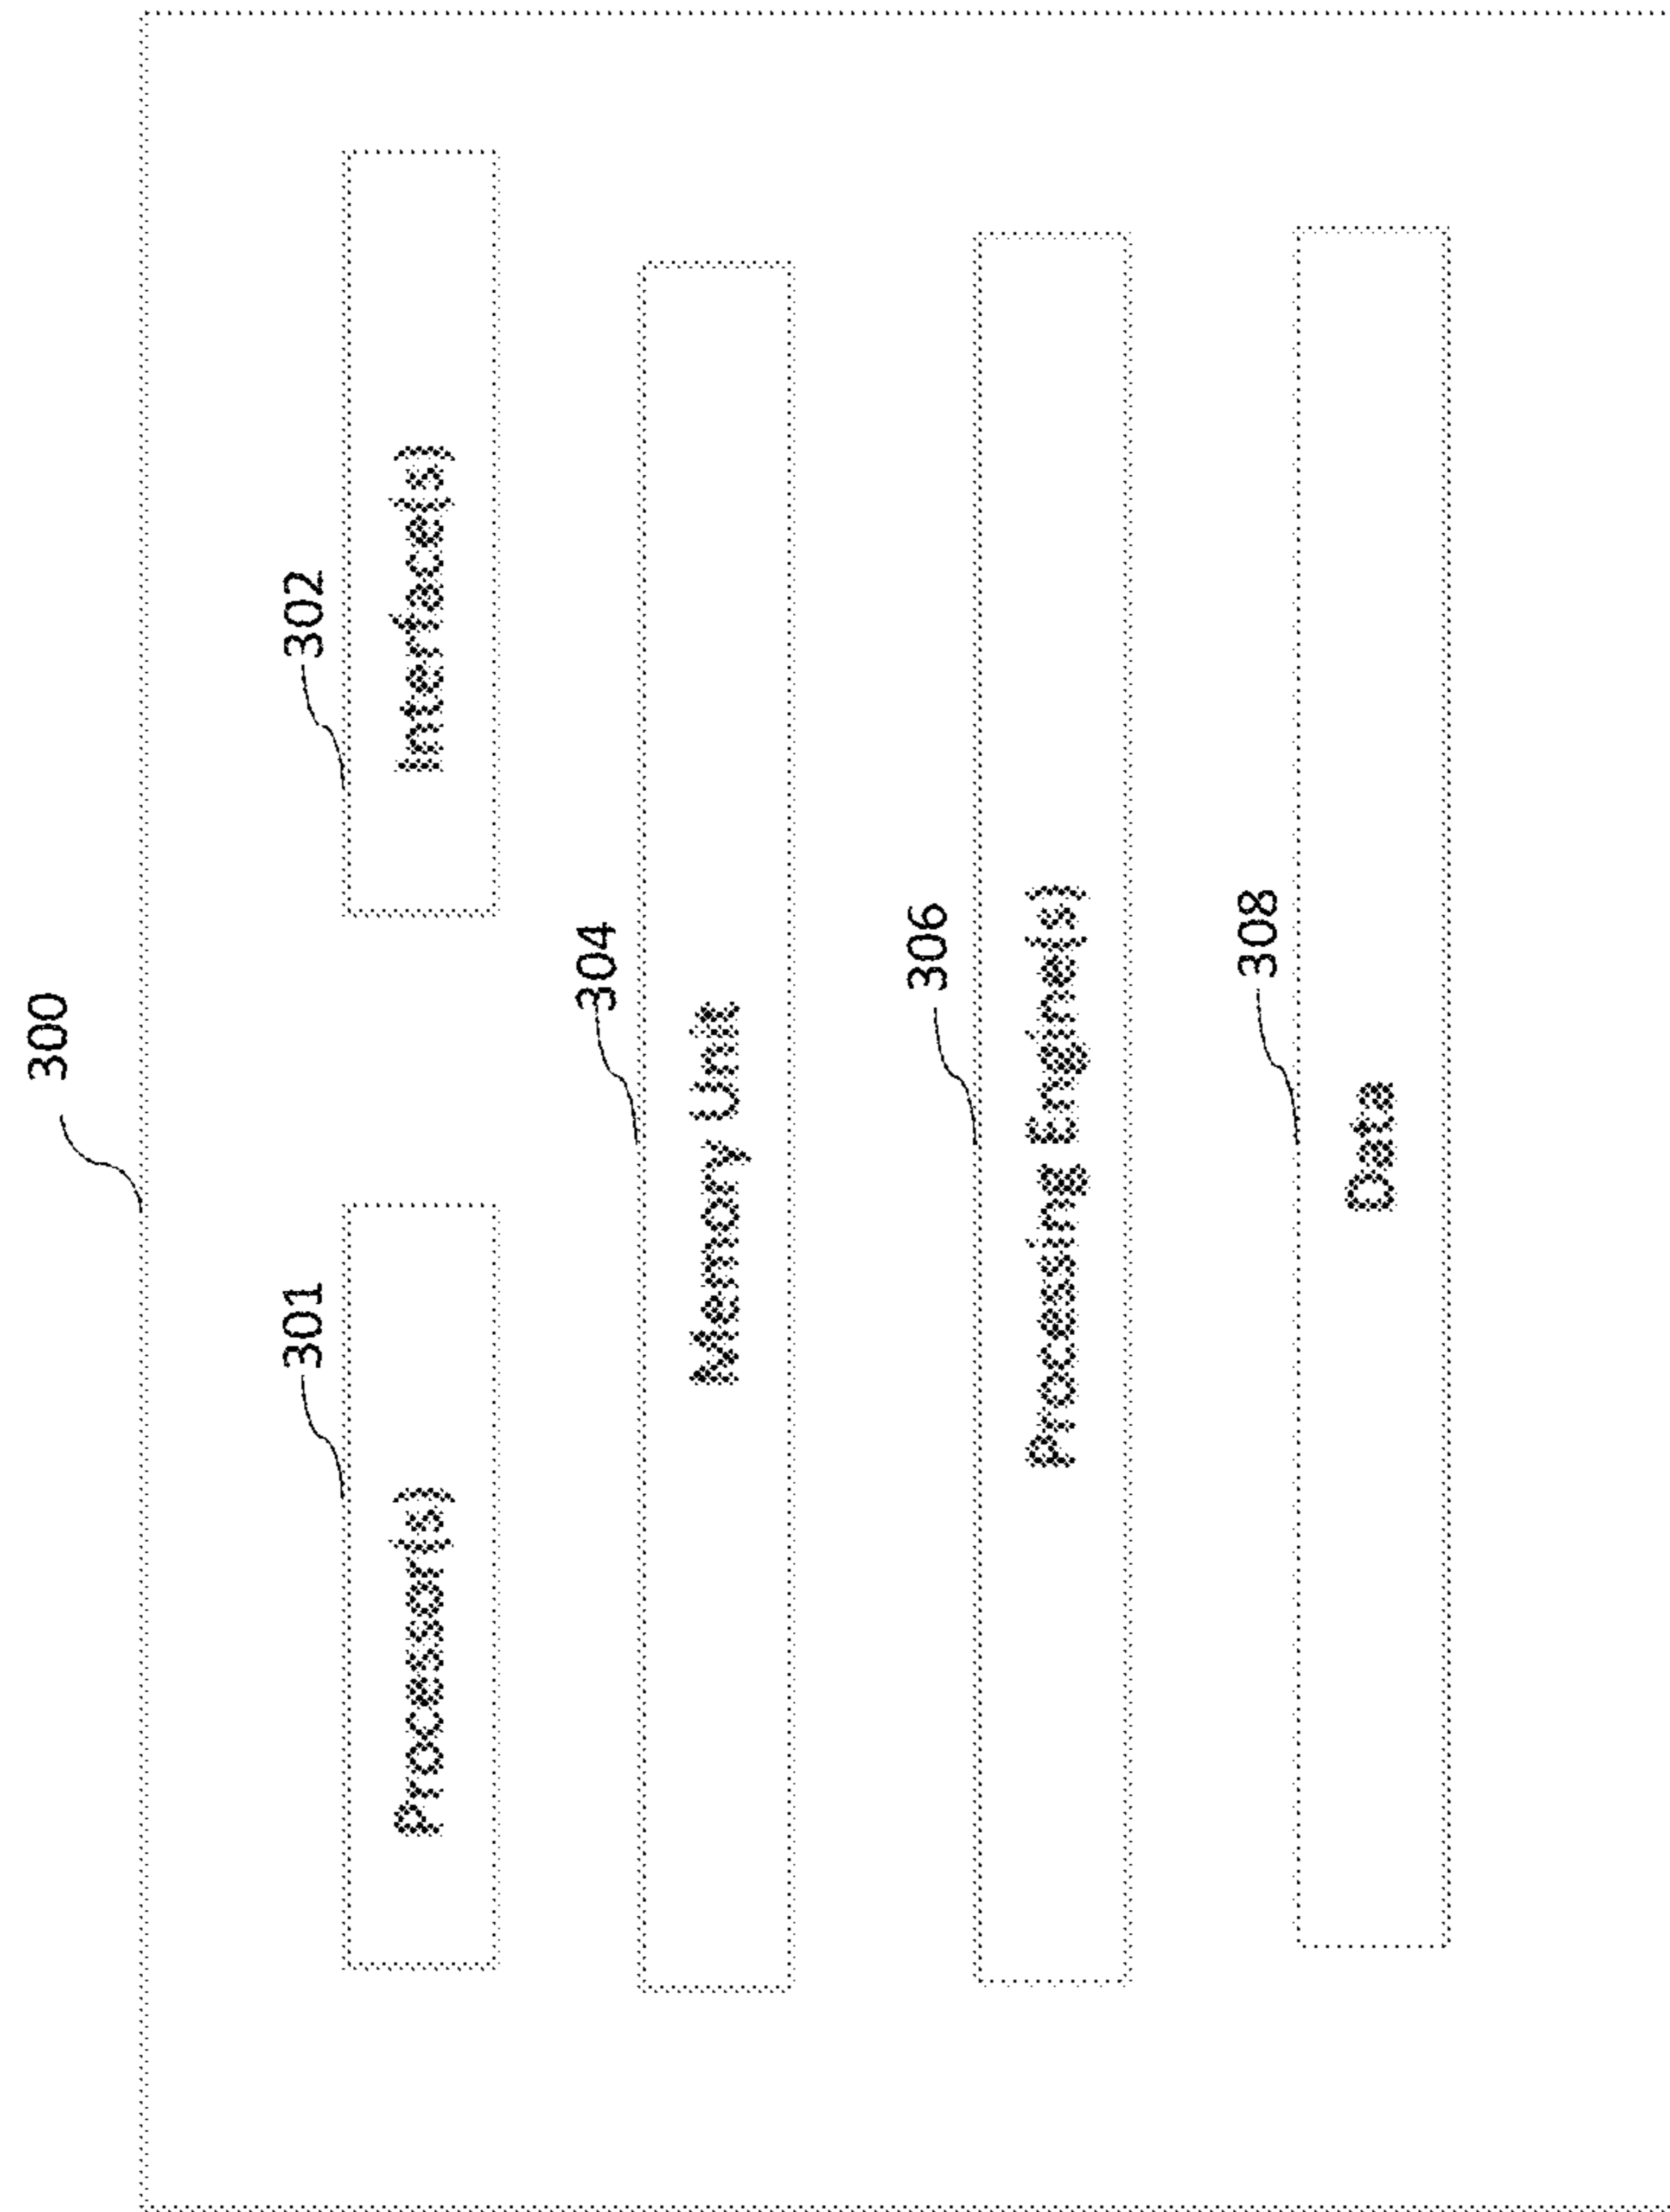 300
301
302
Processor(s)
Interface(s)
304
Memory Unit
306
Processing Engine(s)
308
Data